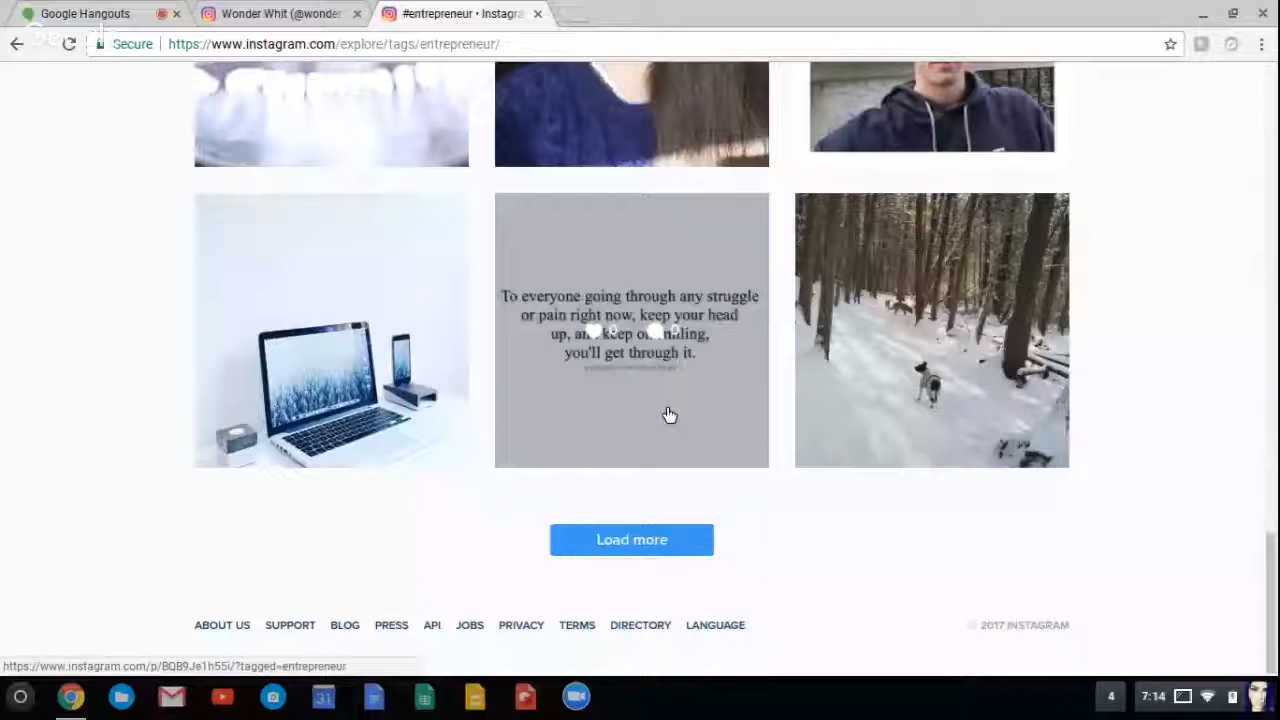 Google Hangouts
Wonder Whit (@wonder
#entrepreneur • Instagra
Secure
https://www.instagram.com/explore/tags/entrepreneur/
To everyone going through any struggle
or pain right now, keep your head
up, and keep on smiling,
you'll get through it.
0 0
Load more
ABOUT US SUPPORT BLOG PRESS API JOBS PRIVACY TERMS DIRECTORY LANGUAGE
© 2017 INSTAGRAM
https://www.instagram.com/p/BQB9Je1h55i/?tagged=entrepreneur
31
4
7:14